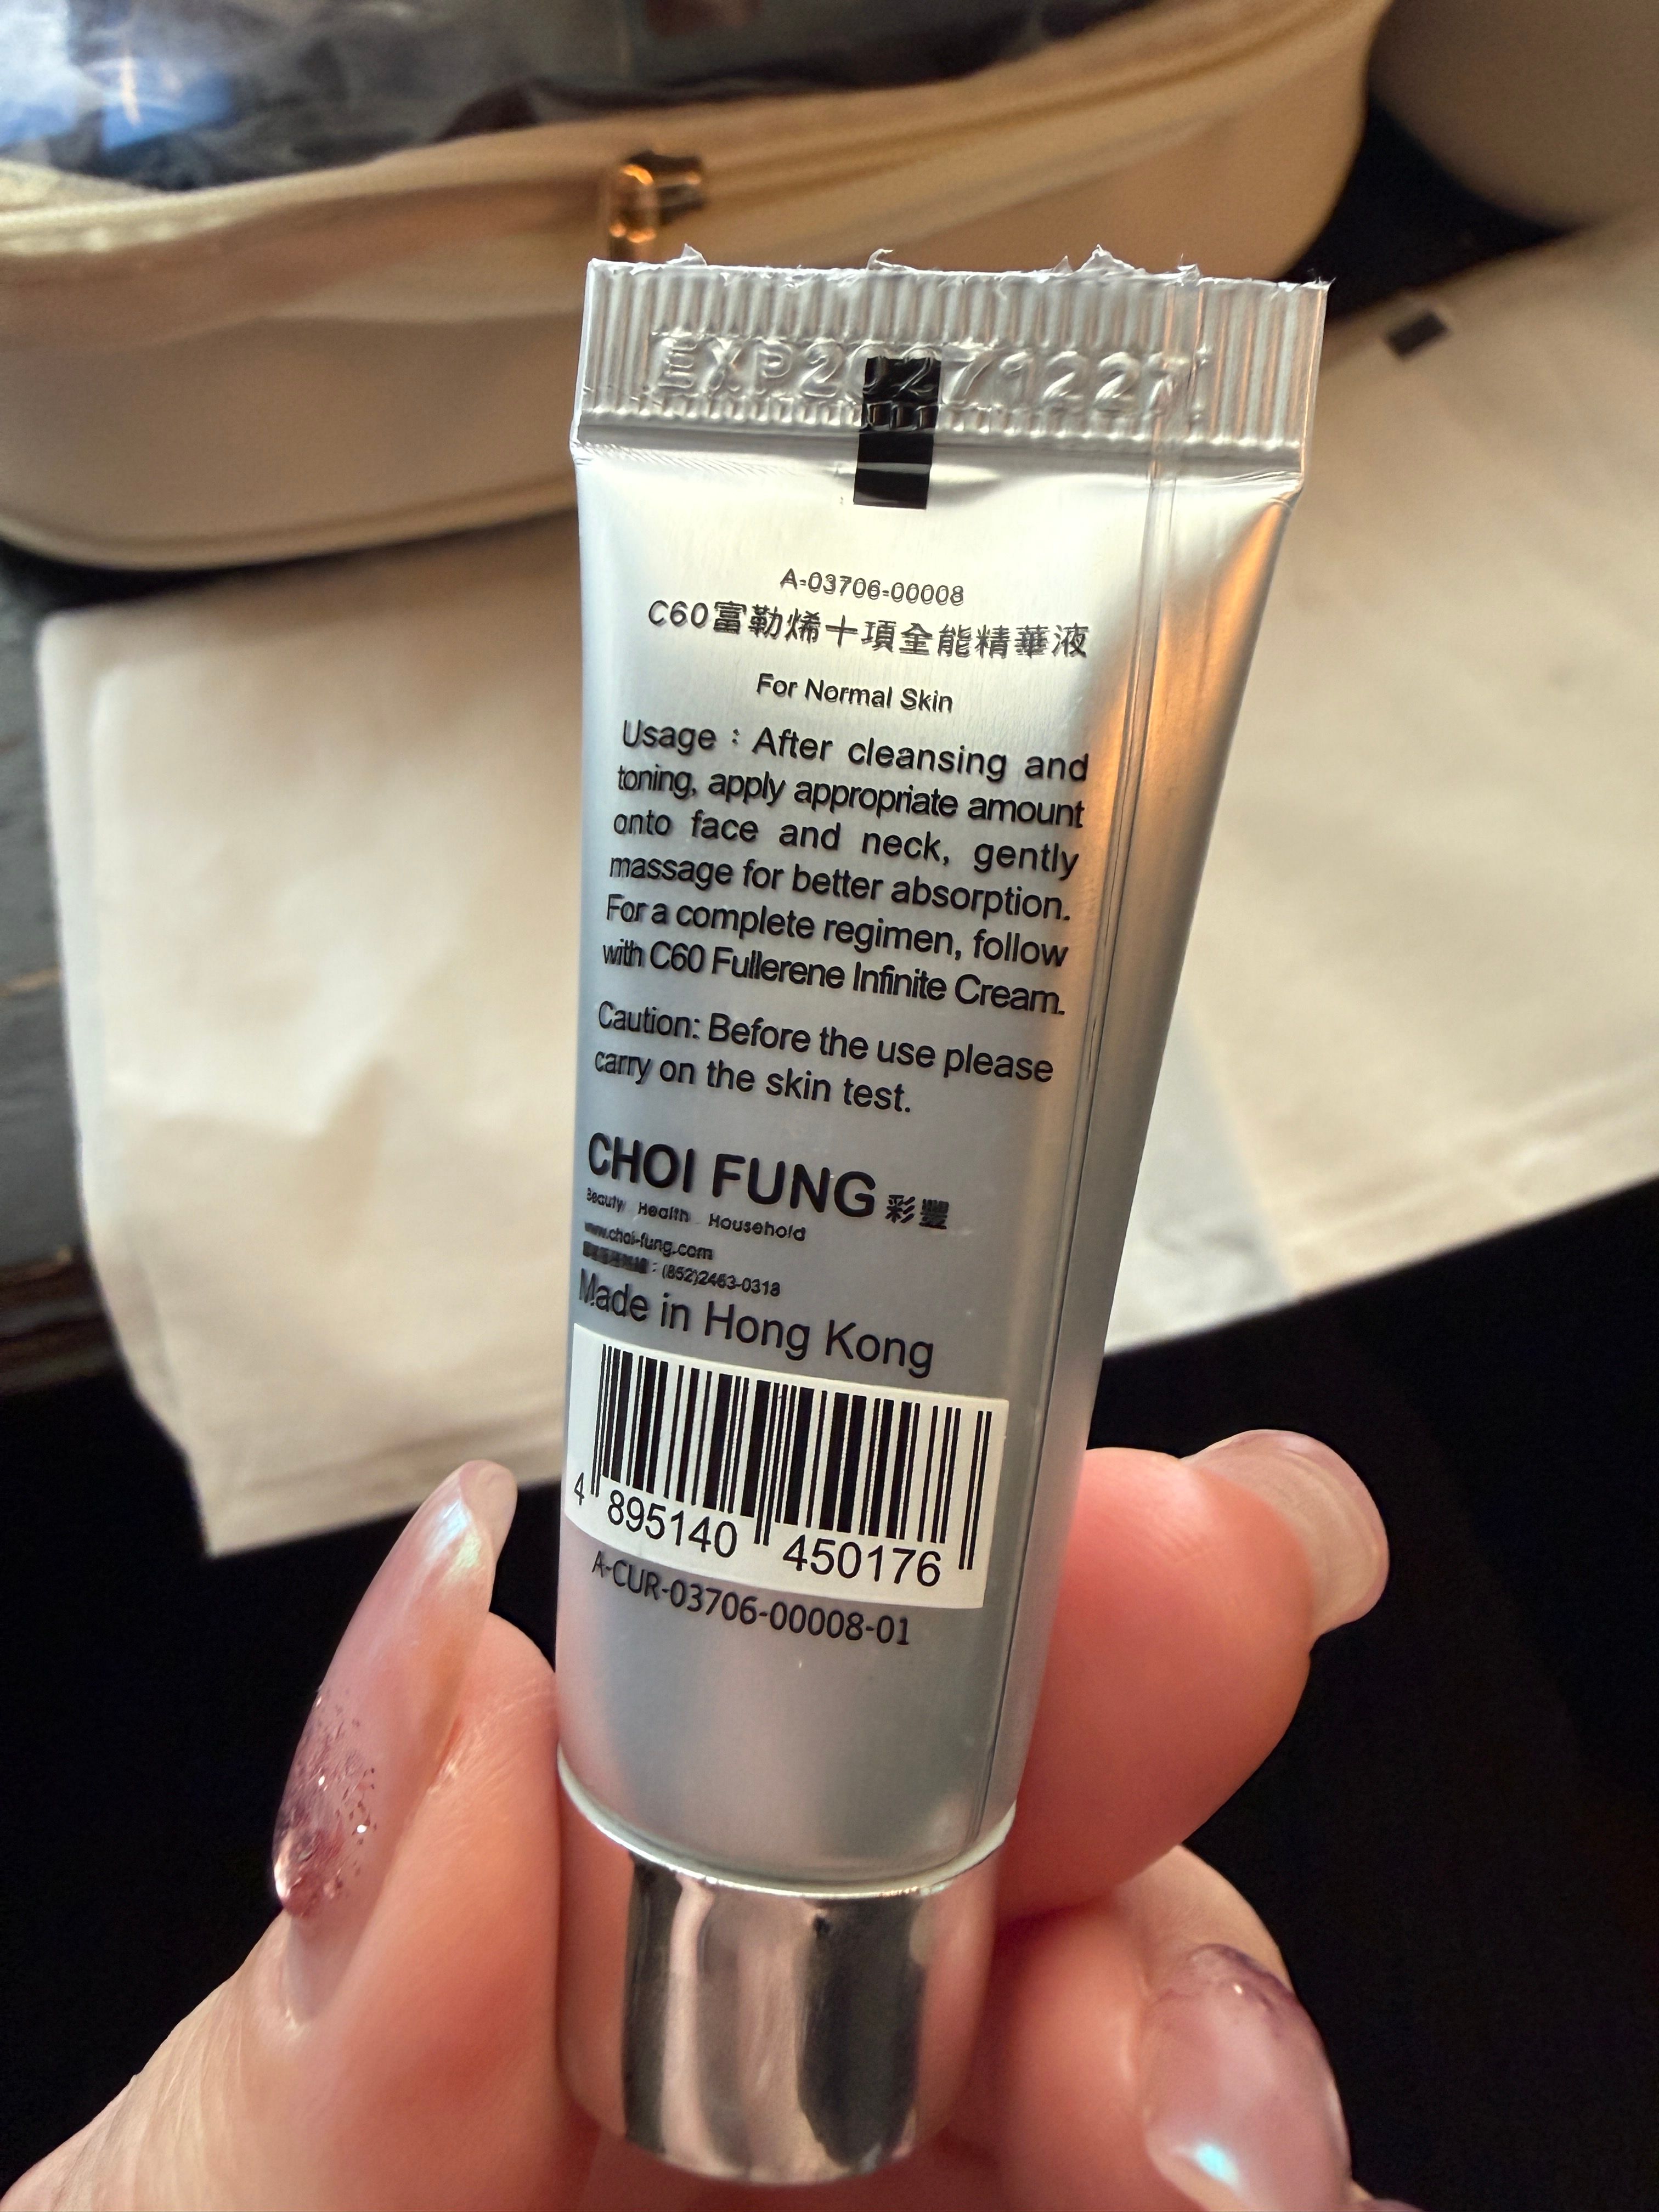 EXP20271227
A-03706-00008
C60富勒烯十項全能精華液
For Normal Skin
Usage：After cleansing and
toning, apply appropriate amount
onto face and neck, gently
massage for better absorption.
For a complete regimen, follow
with C60 Fullerene Infinite Cream.
Caution: Before the use please
carry on the skin test.
CHOI FUNG 彩豐
Beauty Health Household
www.choi-fung.com
：(852)2463-0318
Made in Hong Kong
4 895140 450176
A-CUR-03706-00008-01